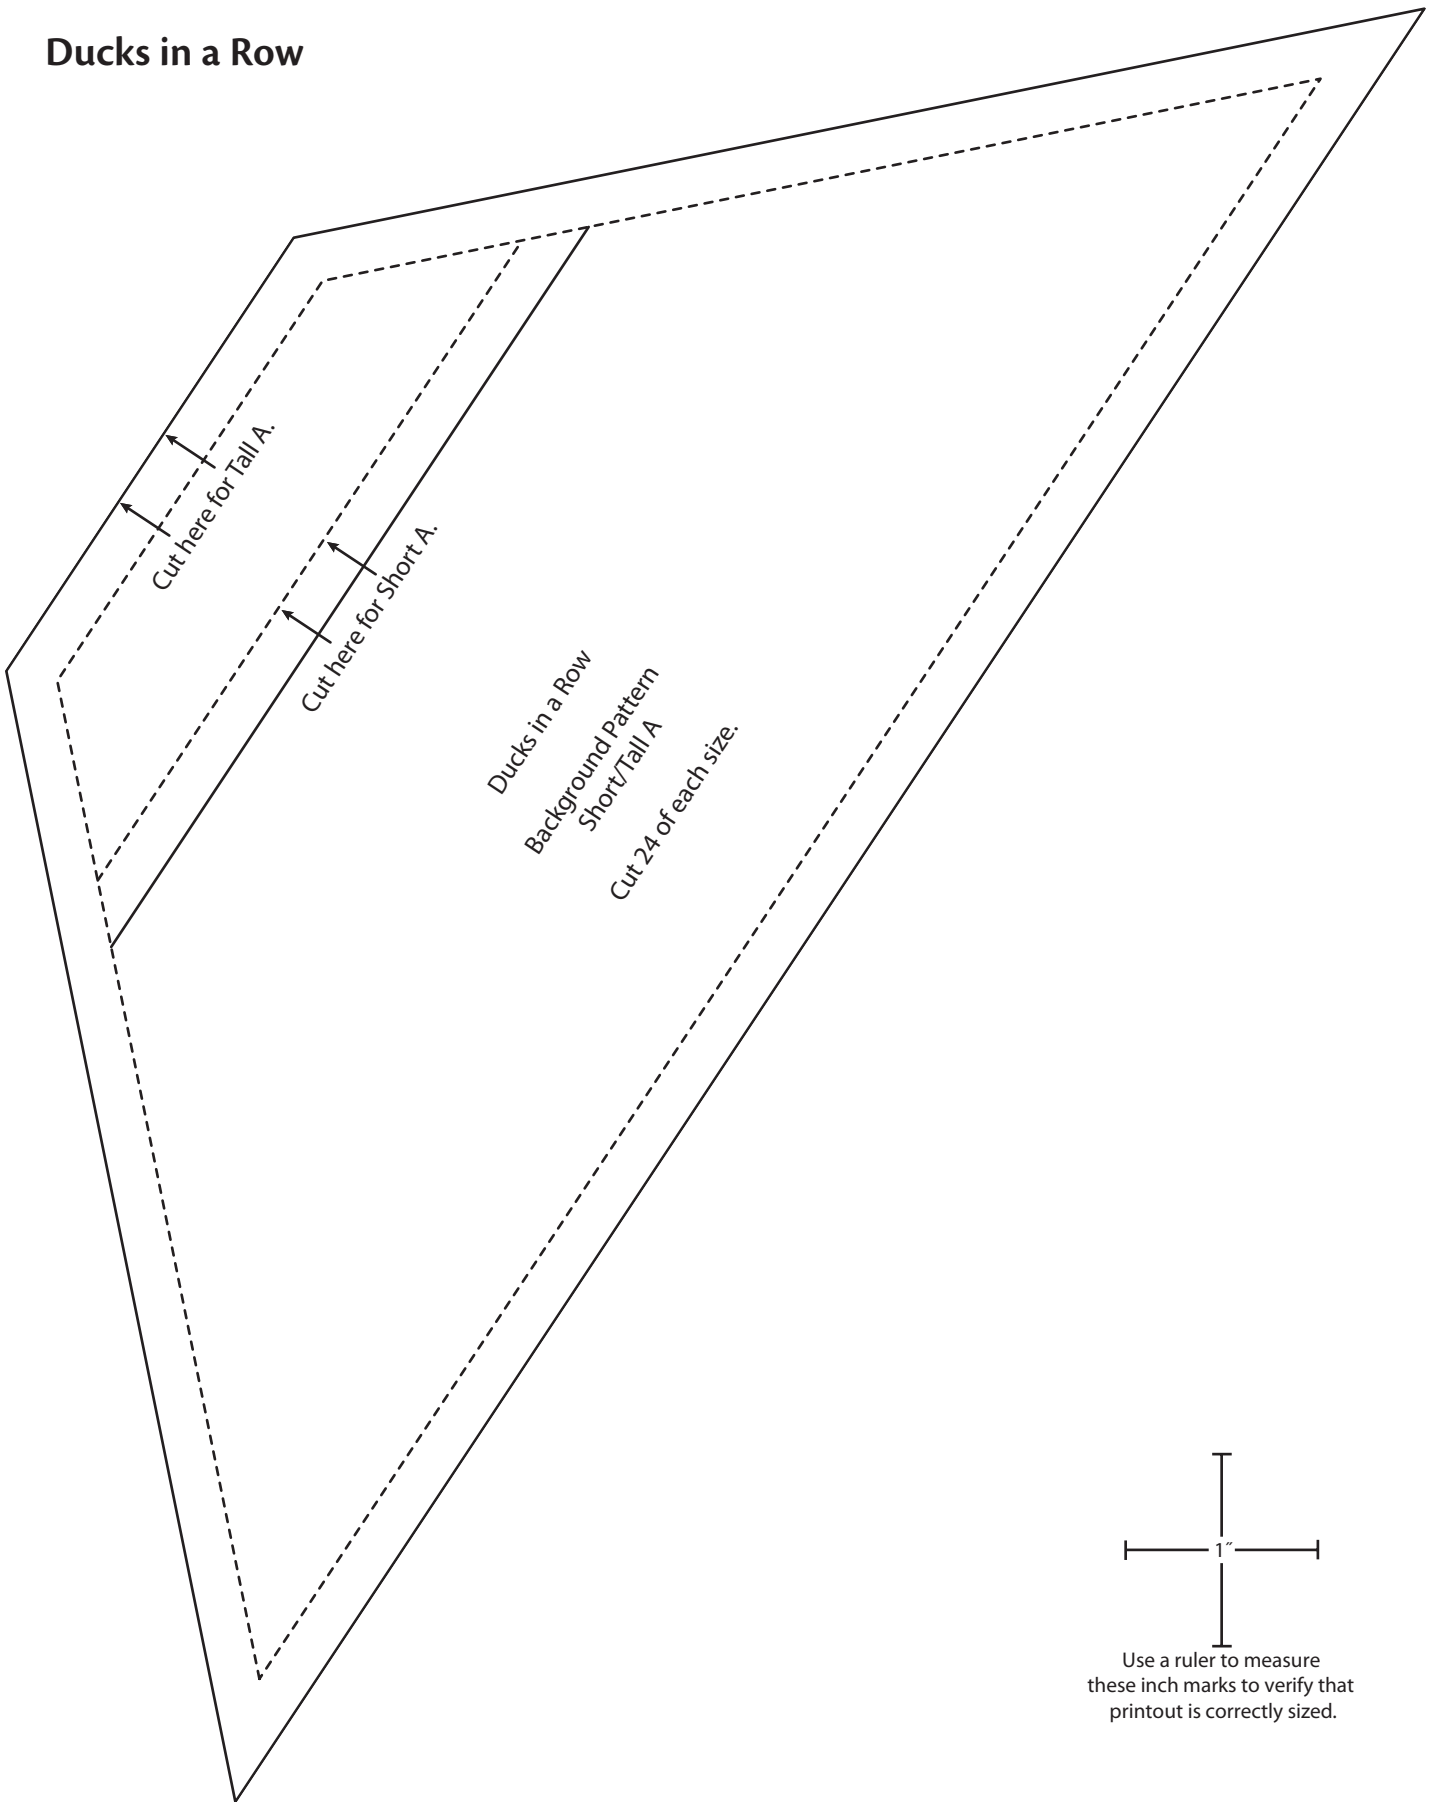 Ducks in a Row
Cut here for Tall A.
Cut here for Short A.
Ducks in a Row
Background Pattern
Short/Tall A
Cut 24 of each size.
1″
Use a ruler to measure
these inch marks to verify that
printout is correctly sized.